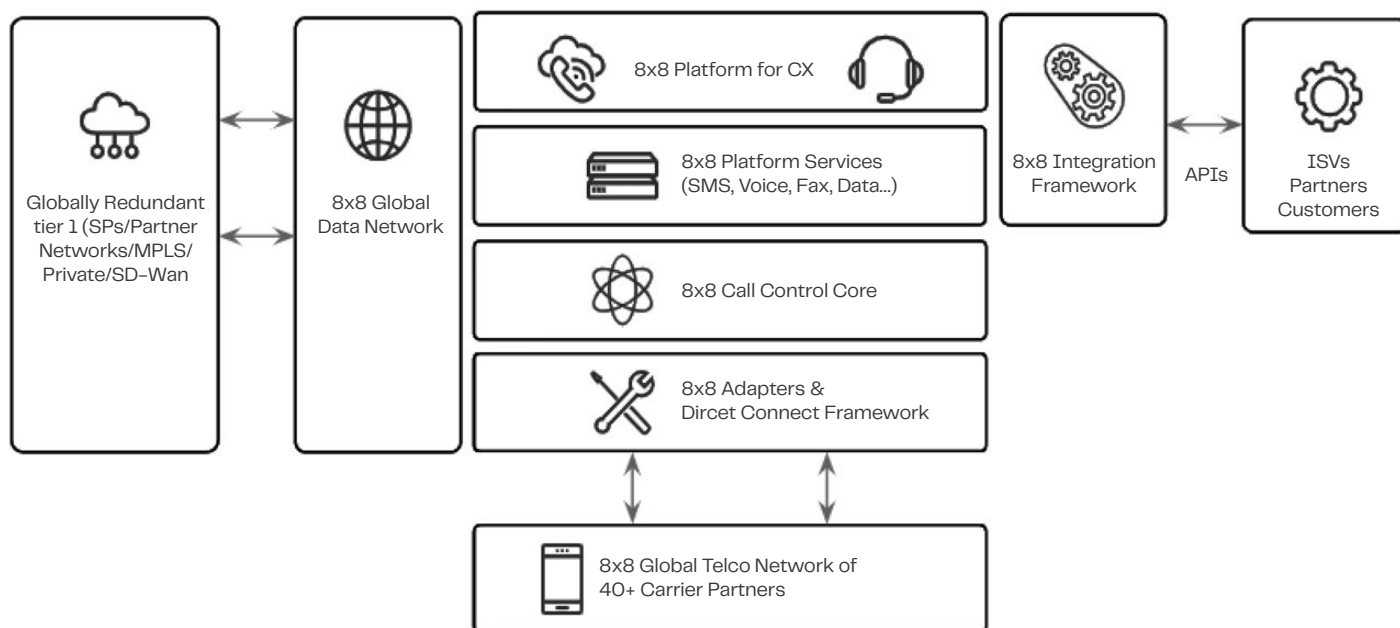 Globally Redundant
tier 1 (SPs/Partner
Networks/MPLS/
Private/SD-Wan
8x8 Global
Data Network
8x8 Platform for CX
8x8 Platform Services
(SMS, Voice, Fax, Data...)
8x8 Call Control Core
8x8 Adapters &
Dircet Connect Framework
8x8 Global Telco Network of
40+ Carrier Partners
8x8 Integration
Framework
APIs
ISVs
Partners
Customers